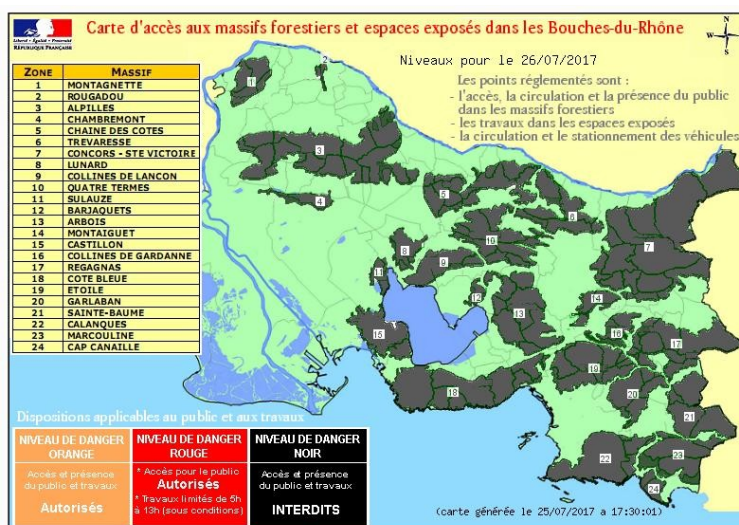 Carte d'accès aux massifs forestiers et espaces exposés dans les Bouches-du-Rhône
Liberté • Égalité • Fraternité
RÉPUBLIQUE FRANÇAISE
N
W E
S
Niveaux pour le 26/07/2017
Les points réglementés sont :
- l'accès, la circulation et la présence du public
dans les massifs forestiers
- les travaux dans les espaces exposés
- la circulation et le stationnement des véhicules
ZONE MASSIF
1 MONTAGNETTE
2 ROUGADOU
3 ALPILLES
4 CHAMBREMONT
5 CHAINE DES COTES
6 TREVARESSE
7 CONCORS - STE VICTOIRE
8 LUNARD
9 COLLINES DE LANCON
10 QUATRE TERMES
11 SULAUZE
12 BARJAQUETS
13 ARBOIS
14 MONTAIGUET
15 CASTILLON
16 COLLINES DE GARDANNE
17 REGAGNAS
18 COTE BLEUE
19 ETOILE
20 GARLABAN
21 SAINTE-BAUME
22 CALANQUES
23 MARCOULINE
24 CAP CANAILLE
1
2
3
4
5
6
7
8
9
10
11
12
13
14
15
16
17
18
19
20
21
22
23
24
Dispositions applicables au public et aux travaux
NIVEAU DE DANGER
ORANGE
Accès et présence
du public et travaux
Autorisés
NIVEAU DE DANGER
ROUGE
* Accès pour le public
Autorisés
* Travaux limités de 5h
à 13h (sous conditions)
NIVEAU DE DANGER
NOIR
Accès et présence
du public et travaux
INTERDITS
(carte générée le 25/07/2017 a 17:30:01)